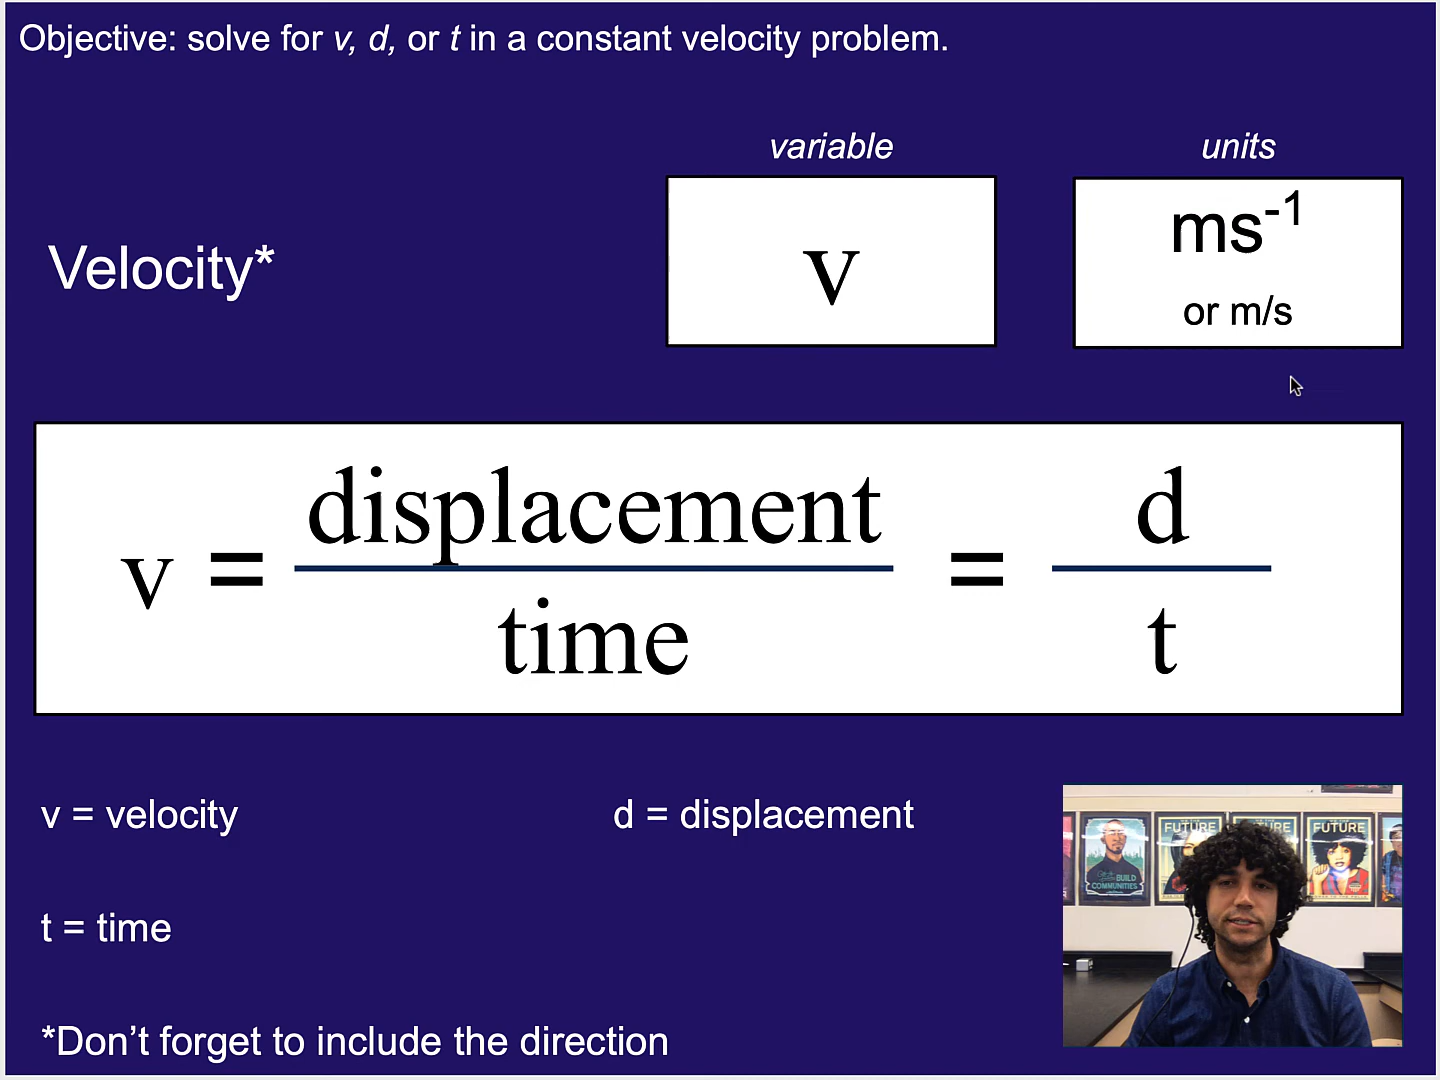 Objective: solve for v, d, or t in a constant velocity problem.
variable
units
Velocity*
v
ms⁻¹
or m/s
v = displacement / time = d / t
v = velocity
d = displacement
t = time
*Don’t forget to include the direction
FUTURE
FUTURE
BUILD
COMMUNITIES